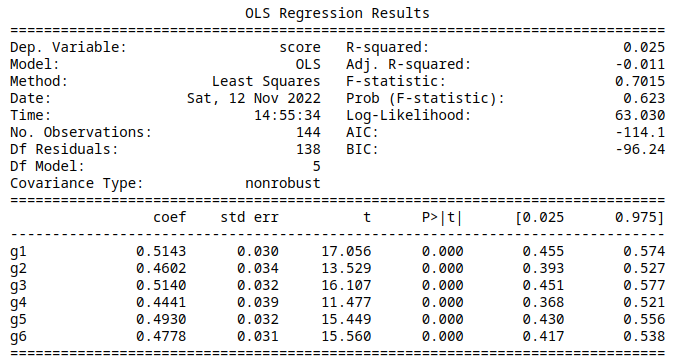 OLS Regression Results
==============================================================================
Dep. Variable:                  score   R-squared:                       0.025
Model:                            OLS   Adj. R-squared:                 -0.011
Method:                 Least Squares   F-statistic:                    0.7015
Date:                Sat, 12 Nov 2022   Prob (F-statistic):              0.623
Time:                        14:55:34   Log-Likelihood:                 63.030
No. Observations:                 144   AIC:                            -114.1
Df Residuals:                     138   BIC:                            -96.24
Df Model:                           5
Covariance Type:            nonrobust
==============================================================================
                 coef    std err          t      P>|t|      [0.025      0.975]
------------------------------------------------------------------------------
g1             0.5143      0.030     17.056      0.000       0.455       0.574
g2             0.4602      0.034     13.529      0.000       0.393       0.527
g3             0.5140      0.032     16.107      0.000       0.451       0.577
g4             0.4441      0.039     11.477      0.000       0.368       0.521
g5             0.4930      0.032     15.449      0.000       0.430       0.556
g6             0.4778      0.031     15.560      0.000       0.417       0.538
==============================================================================